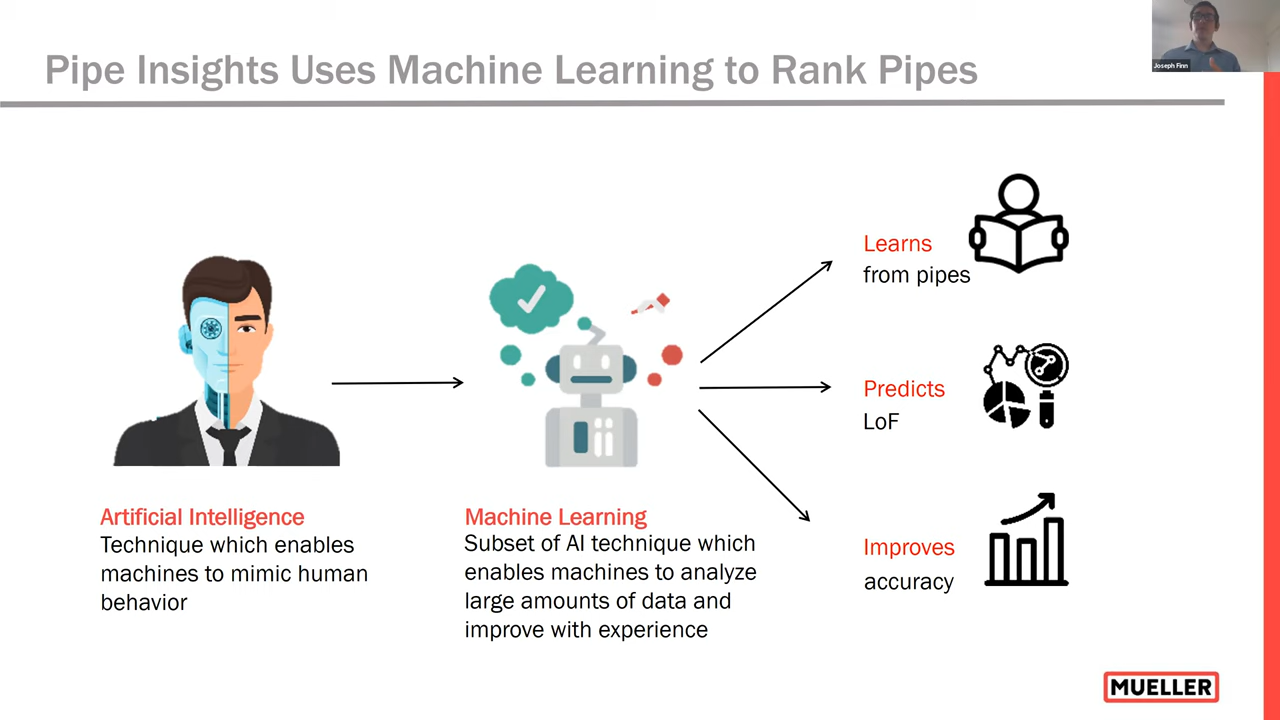 Pipe Insights Uses Machine Learning to Rank Pipes
Joseph Finn
Artificial Intelligence
Technique which enables
machines to mimic human
behavior
Machine Learning
Subset of AI technique which
enables machines to analyze
large amounts of data and
improve with experience
Learns
from pipes
Predicts
LoF
Improves
accuracy
MUELLER